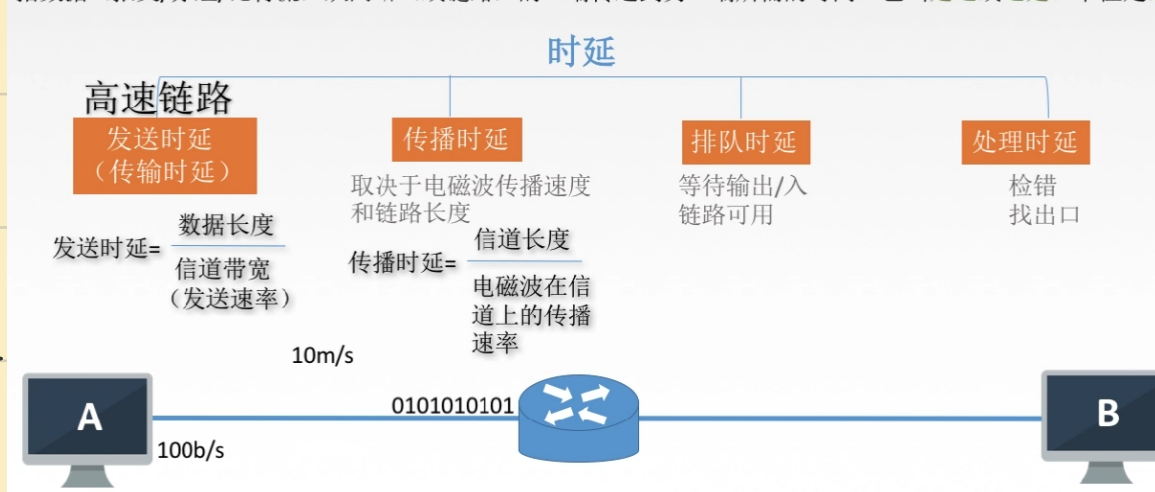 时延
高速链路
发送时延
（传输时延）
传播时延
排队时延
处理时延
取决于电磁波传播速度
和链路长度
等待输出/入
链路可用
检错
找出口
发送时延=
数据长度
信道带宽
（发送速率）
传播时延=
信道长度
电磁波在信
道上的传播
速率
10m/s
A
0101010101
B
100b/s